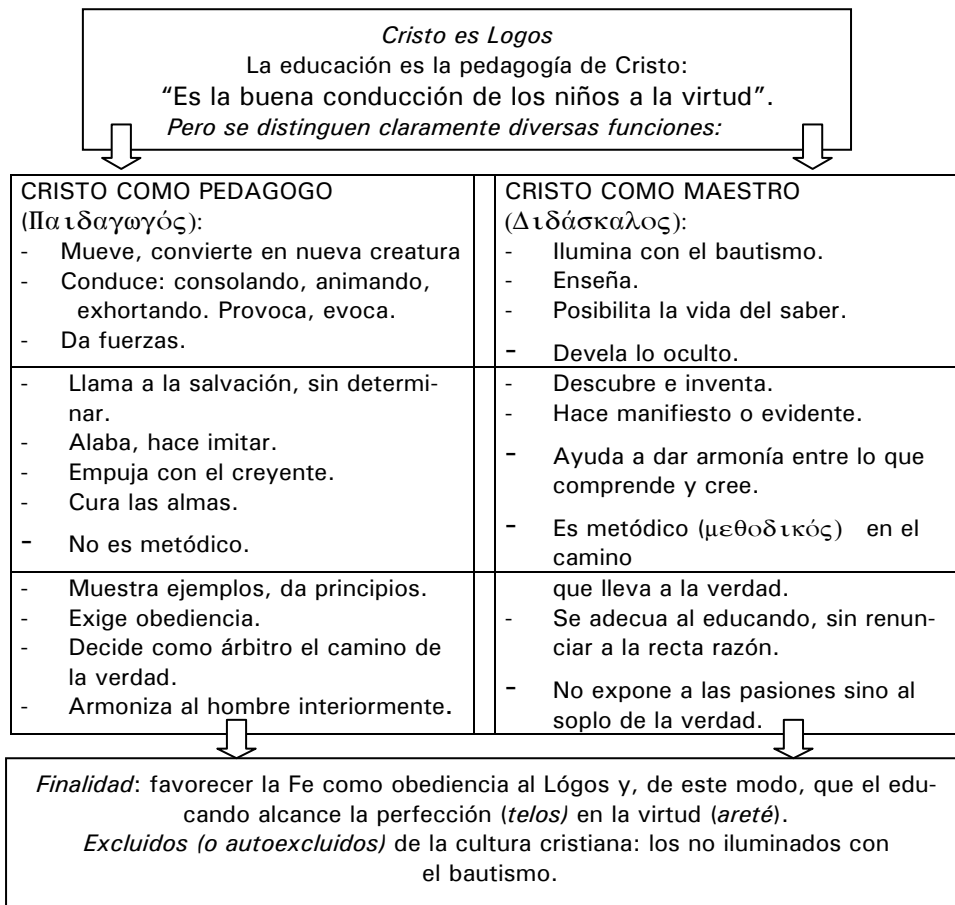 Cristo es Logos
La educación es la pedagogía de Cristo:
“Es la buena conducción de los niños a la virtud”.
Pero se distinguen claramente diversas funciones:
CRISTO COMO PEDAGOGO
(Παιδαγωγός):
- Mueve, convierte en nueva creatura
- Conduce: consolando, animando,
exhortando. Provoca, evoca.
- Da fuerzas.
CRISTO COMO MAESTRO
(Διδάσκαλος):
- Ilumina con el bautismo.
- Enseña.
- Posibilita la vida del saber.
- Devela lo oculto.
- Llama a la salvación, sin determi-
nar.
- Alaba, hace imitar.
- Empuja con el creyente.
- Cura las almas.
- No es metódico.
- Descubre e inventa.
- Hace manifiesto o evidente.
- Ayuda a dar armonía entre lo que
comprende y cree.
- Es metódico (μεθοδικός) en el
camino
- Muestra ejemplos, da principios.
- Exige obediencia.
- Decide como árbitro el camino de
la verdad.
- Armoniza al hombre interiormente.
que lleva a la verdad.
- Se adecua al educando, sin renun-
ciar a la recta razón.
- No expone a las pasiones sino al
soplo de la verdad.
Finalidad: favorecer la Fe como obediencia al Lógos y, de este modo, que el edu-
cando alcance la perfección (telos) en la virtud (areté).
Excluidos (o autoexcluidos) de la cultura cristiana: los no iluminados con
el bautismo.